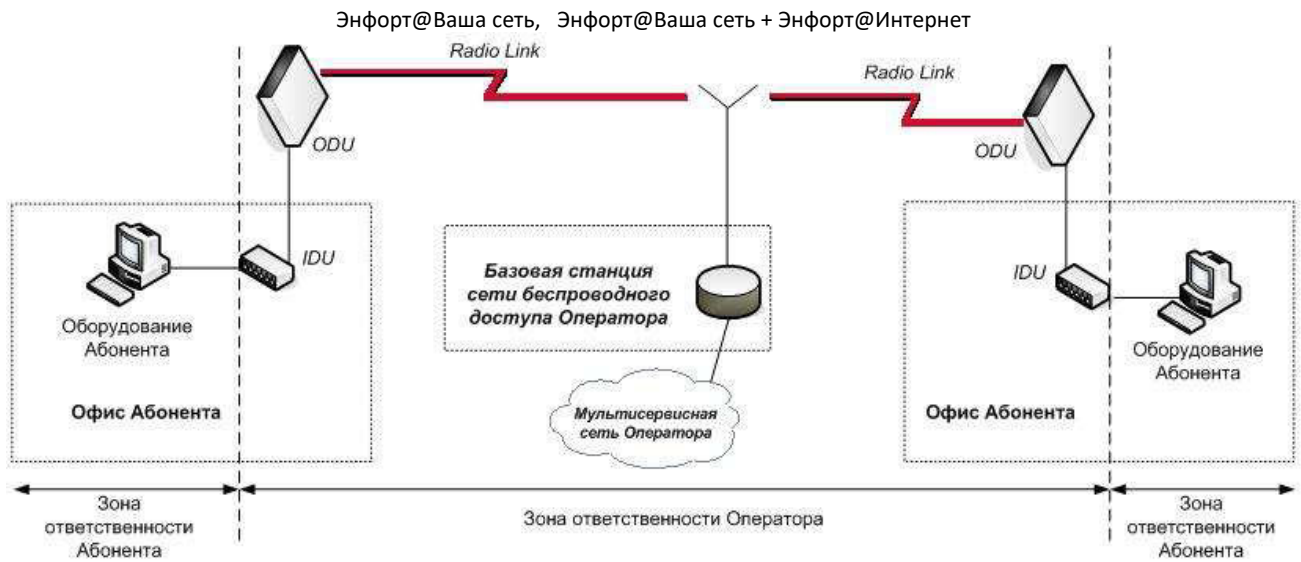 Энфорт@Ваша сеть, Энфорт@Ваша сеть + Энфорт@Интернет
Radio Link
Radio Link
ODU
ODU
IDU
IDU
Базовая станция
сети беспроводного
доступа Оператора
Оборудование
Абонента
Оборудование
Абонента
Офис Абонента
Мультисервисная
сеть Оператора
Офис Абонента
Зона
ответственности
Абонента
Зона ответственности Оператора
Зона
ответственности
Абонента